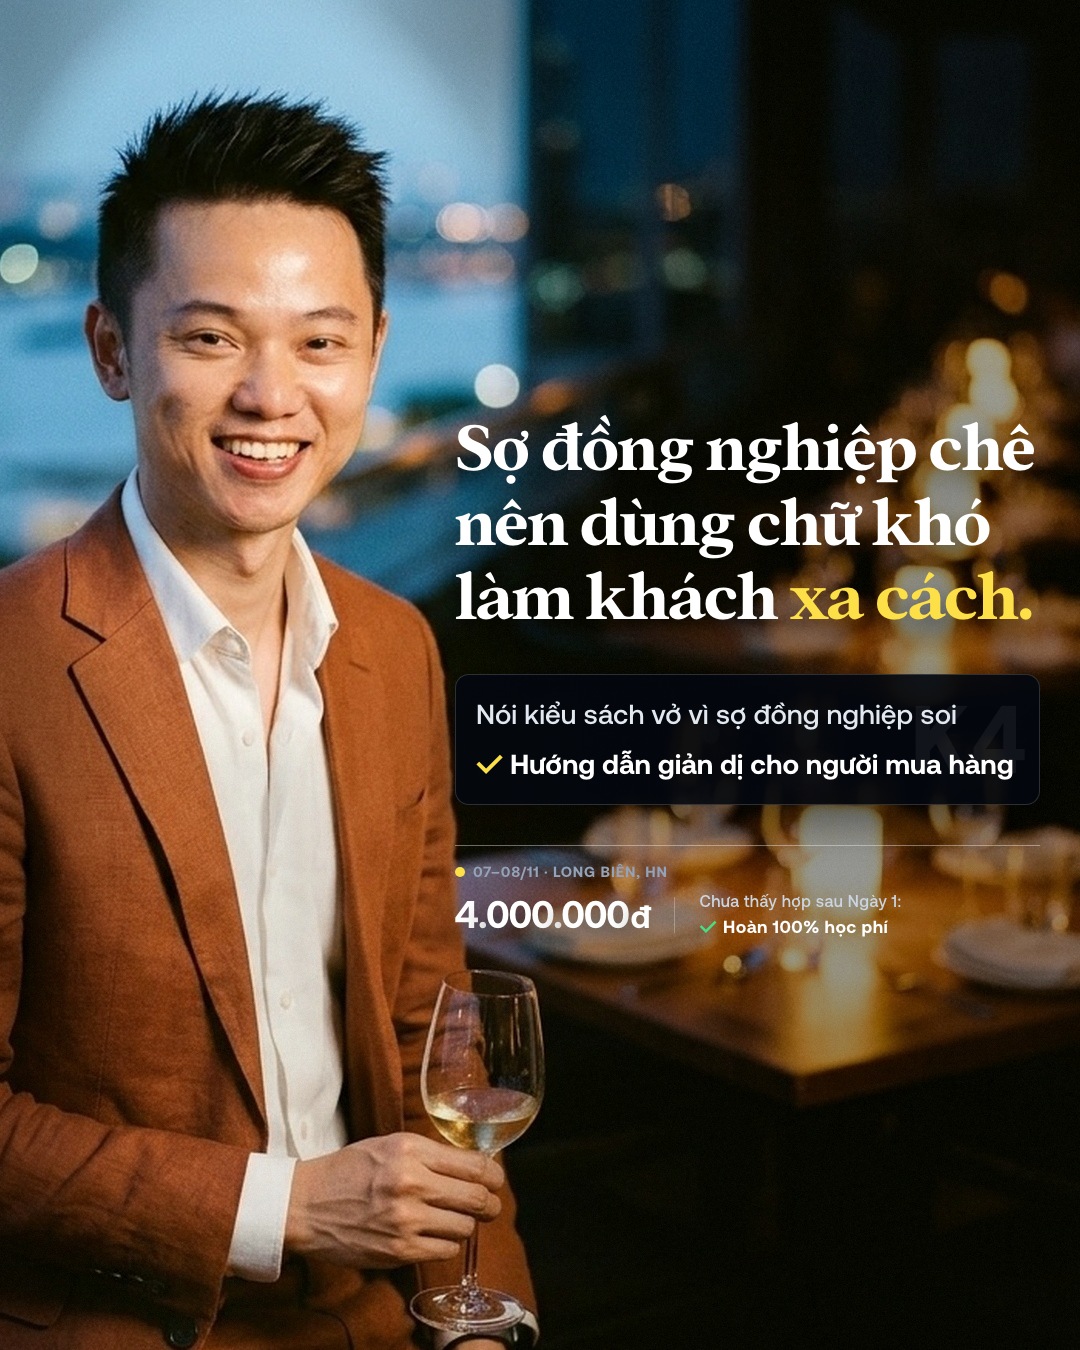 Sợ đồng nghiệp chê
nên dùng chữ khó
làm khách xa cách.
K4
Nói kiểu sách vở vì sợ đồng nghiệp soi
Hướng dẫn giản dị cho người mua hàng
07–08/11 · LONG BIÊN, HN
4.000.000đ
Chưa thấy hợp sau Ngày 1:
Hoàn 100% học phí